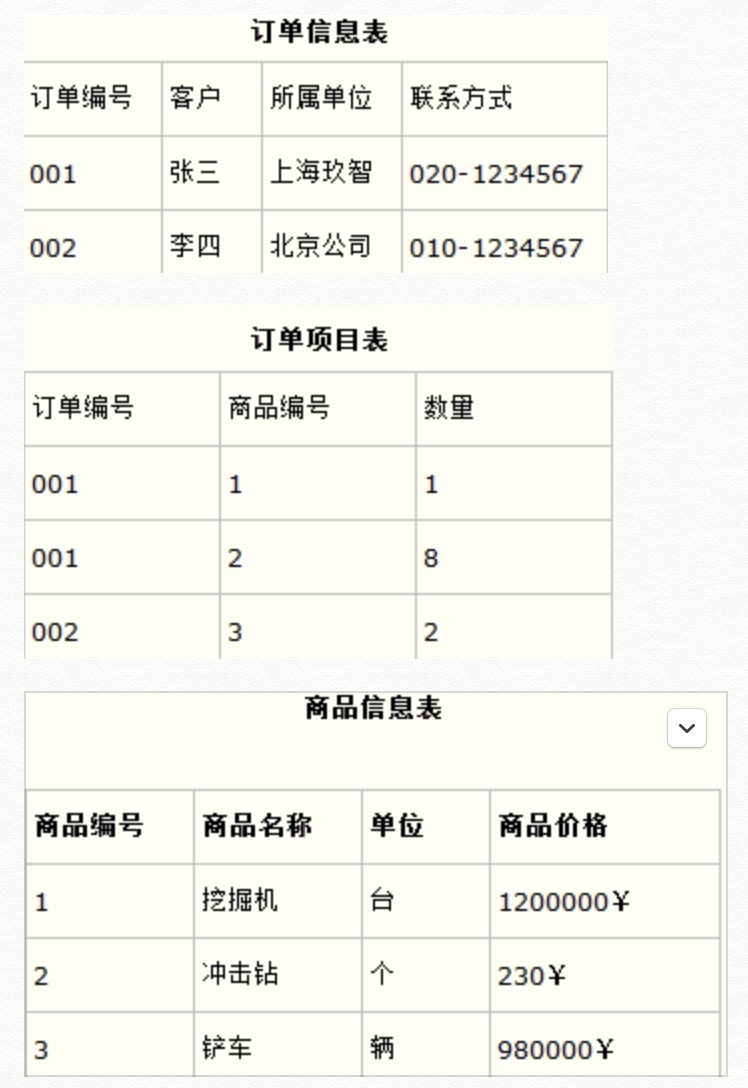 订单信息表
订单编号 客户 所属单位 联系方式
001 张三 上海玖智 020-1234567
002 李四 北京公司 010-1234567
订单项目表
订单编号 商品编号 数量
001 1 1
001 2 8
002 3 2
商品信息表
商品编号 商品名称 单位 商品价格
1 挖掘机 台 1200000¥
2 冲击钻 个 230¥
3 铲车 辆 980000¥